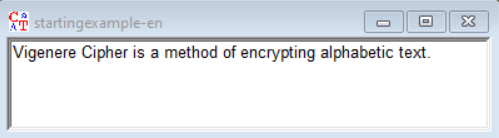 startingexample-en
Vigenere Cipher is a method of encrypting alphabetic text.